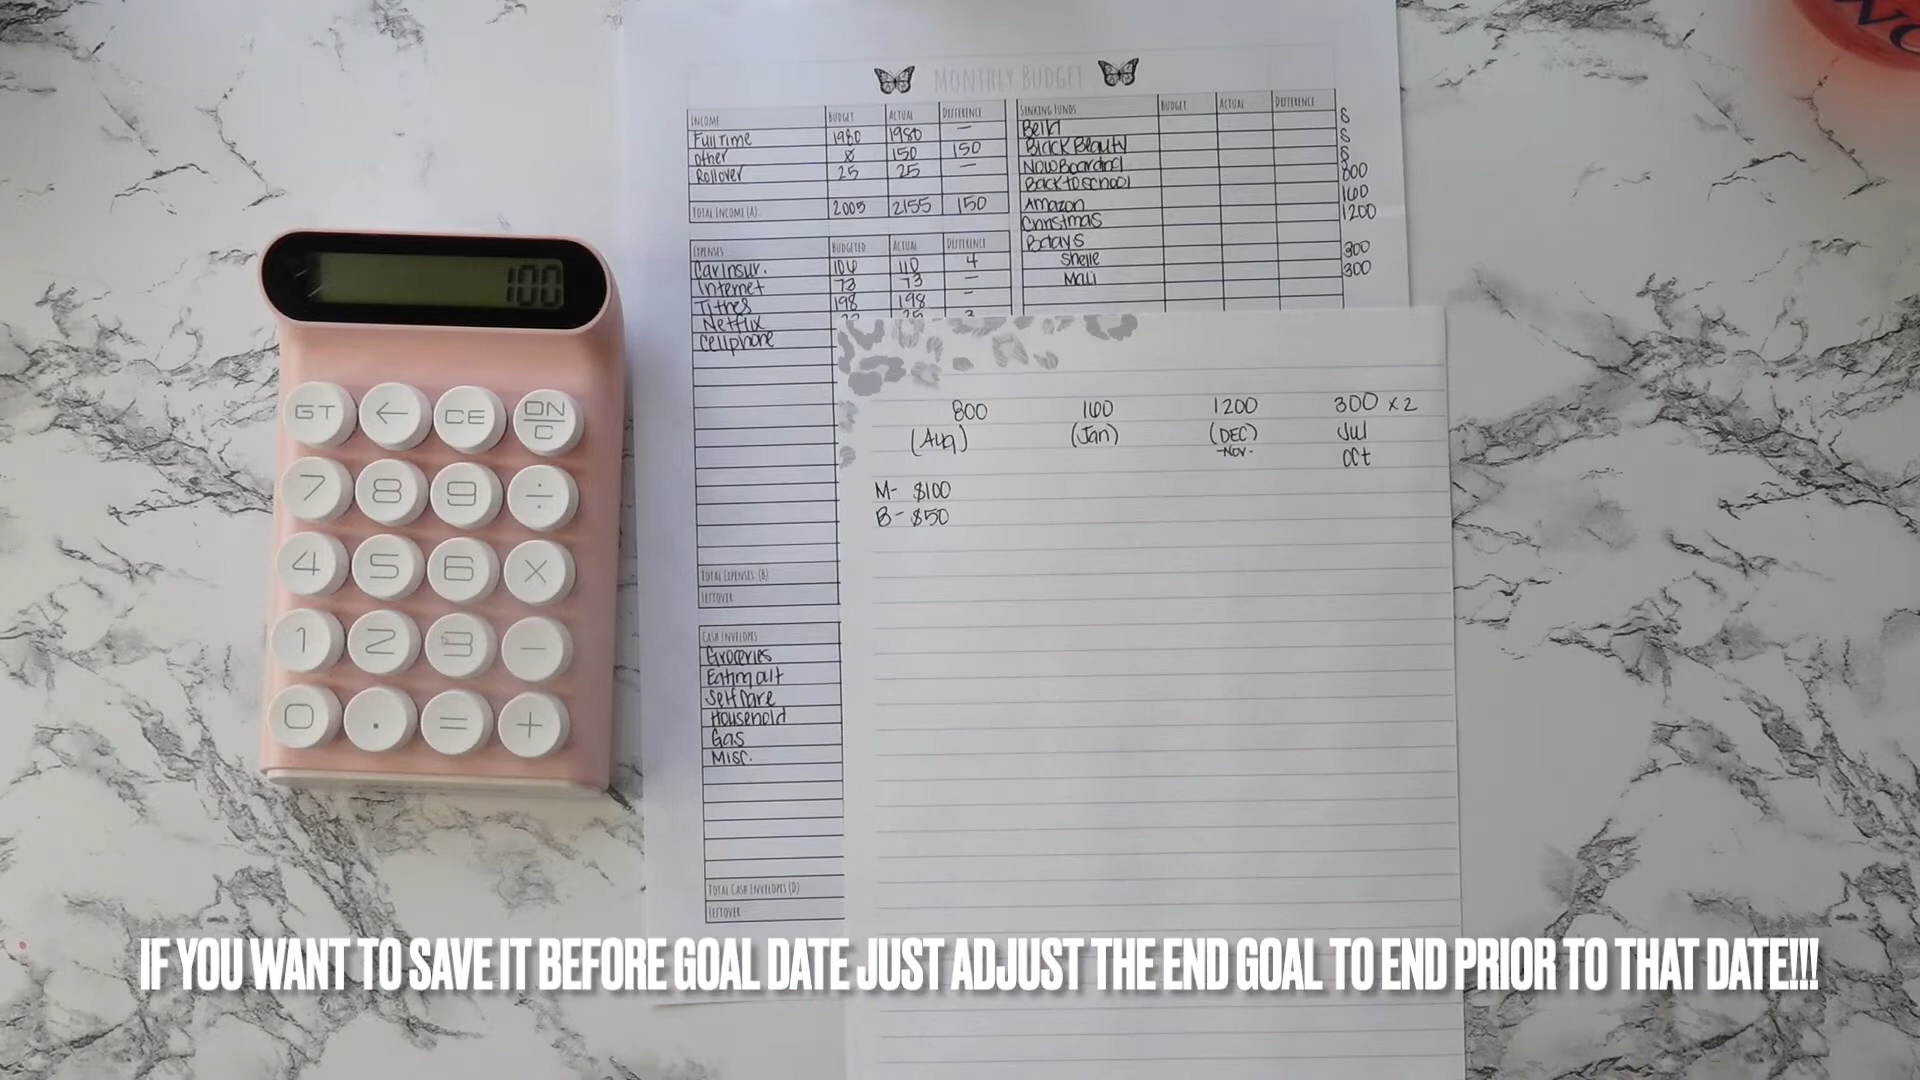 MONTHLY BUDGET
INCOME BUDGET ACTUAL DIFFERENCE
Full Time 1980 1980 —
other Ø 150 150
Rollover 25 25 —
TOTAL INCOME (A) 2005 2155 150
EXPENSES BUDGETED ACTUAL DIFFERENCE
Car Insur. 106 110 4
Internet 73 73 —
Tithes 198 198 —
Netflix
Cellphone
TOTAL EXPENSES (B)
LEFTOVER
CASH ENVELOPES
Groceries
Eating out
Self Care
Household
Gas
Misc.
TOTAL CASH ENVELOPES (D)
LEFTOVER
SINKING FUNDS BUDGET ACTUAL DIFFERENCE
Black Beauty
Now Boarding
Back to school 800
Amazon 160
Christmas 1200
Bdays
Shelle 300
Mali 300
800 160 1200 300 x2
(Aug) (Jan) (DEC) Jul
-NOV- Oct
M- $100
B- $50
100
GT ← CE ON/C
7 8 9 ÷
4 5 6 X
1 2 3 −
0 . = +
IF YOU WANT TO SAVE IT BEFORE GOAL DATE JUST ADJUST THE END GOAL TO END PRIOR TO THAT DATE!!!